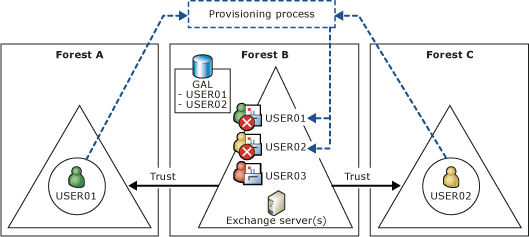 Provisioning process
Forest A
Forest B
Forest C
GAL
- USER01
- USER02
USER01
USER02
USER03
Exchange server(s)
USER01
Trust
Trust
USER02